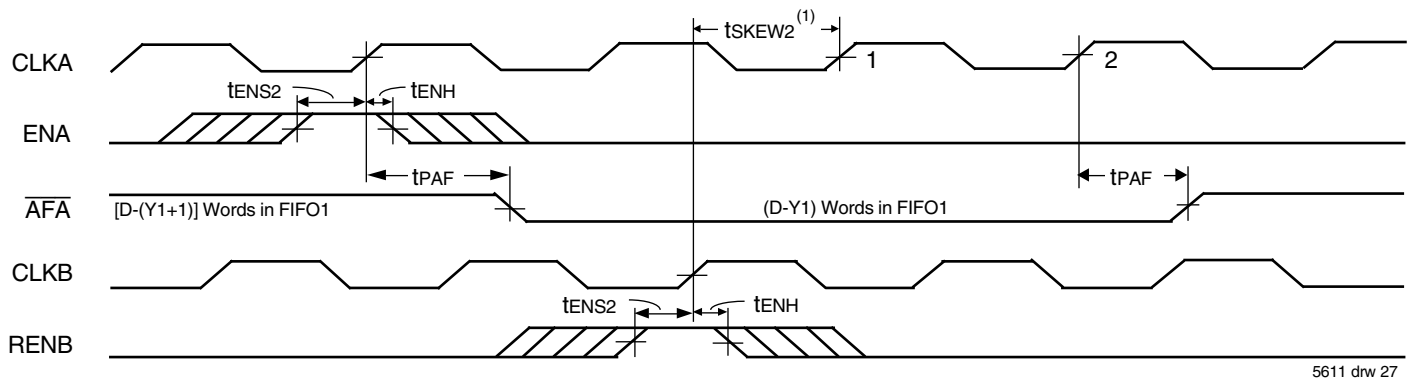 tSKEW2(1)
CLKA
1
2
tENS2
tENH
ENA
tPAF
tPAF
AFA
[D-(Y1+1)] Words in FIFO1
(D-Y1) Words in FIFO1
CLKB
tENS2
tENH
RENB
5611 drw 27